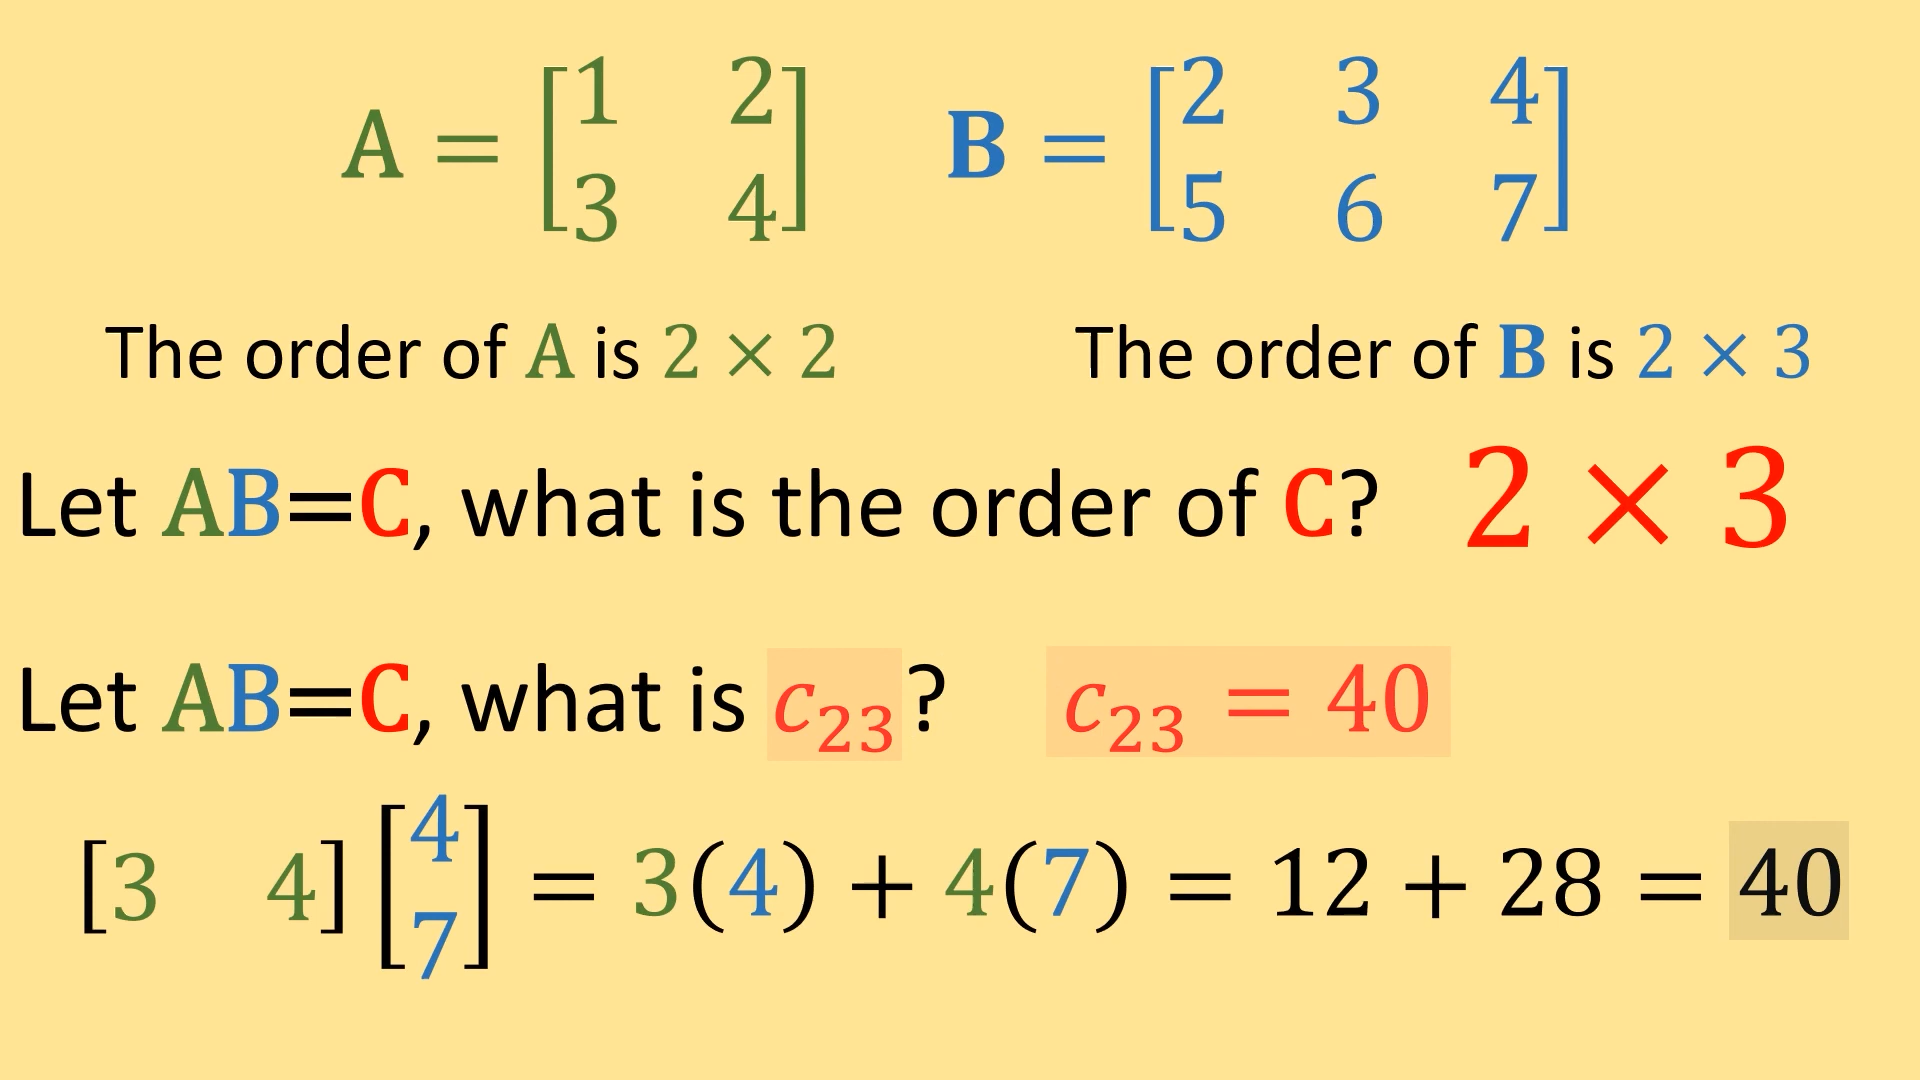 A = [1 2 B = [2 3 4
3 4] 5 6 7]
The order of A is 2 × 2 The order of B is 2 × 3
Let AB=C, what is the order of C? 2 × 3
Let AB=C, what is c₂₃? c₂₃ = 40
[3 4] [4 7] = 3(4) + 4(7) = 12 + 28 = 40